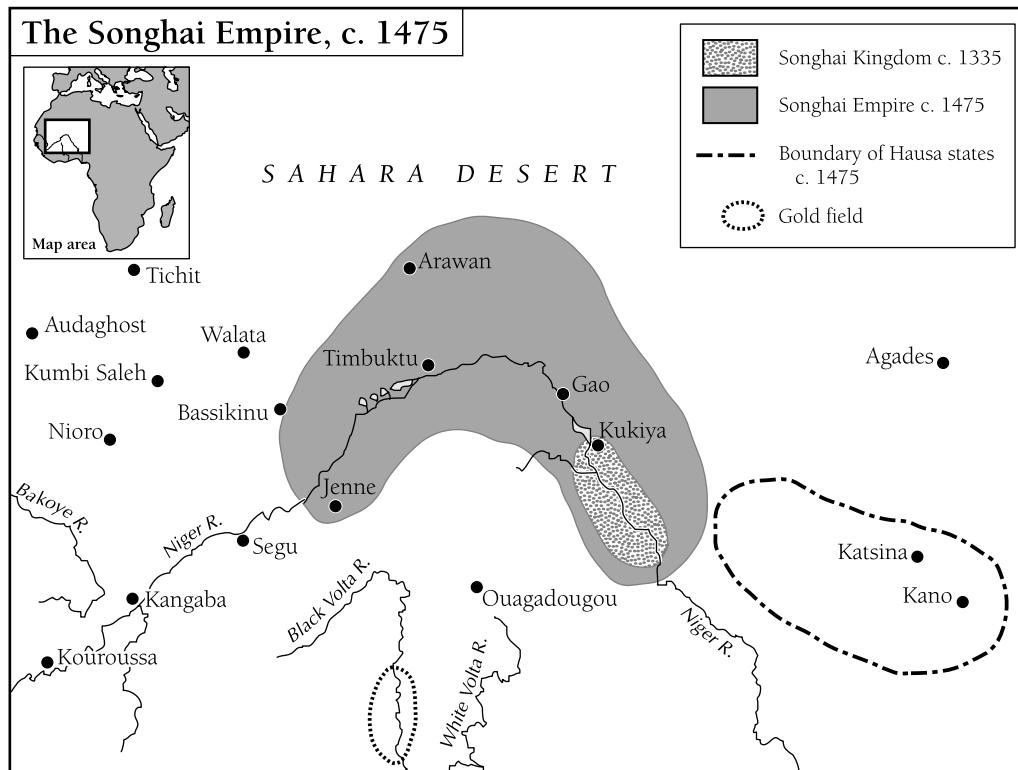 The Songhai Empire, c. 1475
Songhai Kingdom c. 1335
Songhai Empire c. 1475
Boundary of Hausa states
c. 1475
Gold field
Map area
SAHARA DESERT
Arawan
Tichit
Audaghost
Walata
Timbuktu
Agades
Kumbi Saleh
Gao
Bassikinu
Nioro
Kukiya
Jenne
Bakoye R.
Niger R.
Segu
Katsina
Kangaba
Black Volta R.
Ouagadougou
Kano
Niger R.
Kouroussa
White Volta R.